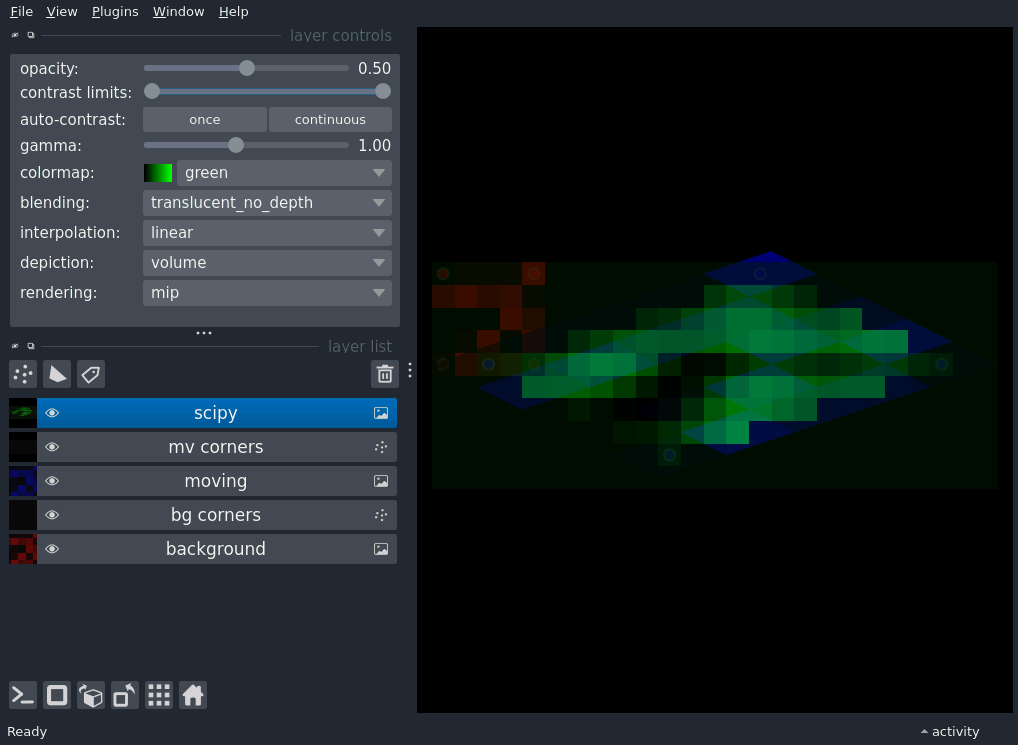 File View Plugins Window Help
layer controls
opacity: 0.50
contrast limits:
auto-contrast: once continuous
gamma: 1.00
colormap: green
blending: translucent_no_depth
interpolation: linear
depiction: volume
rendering: mip
layer list
scipy
mv corners
moving
bg corners
background
Ready activity